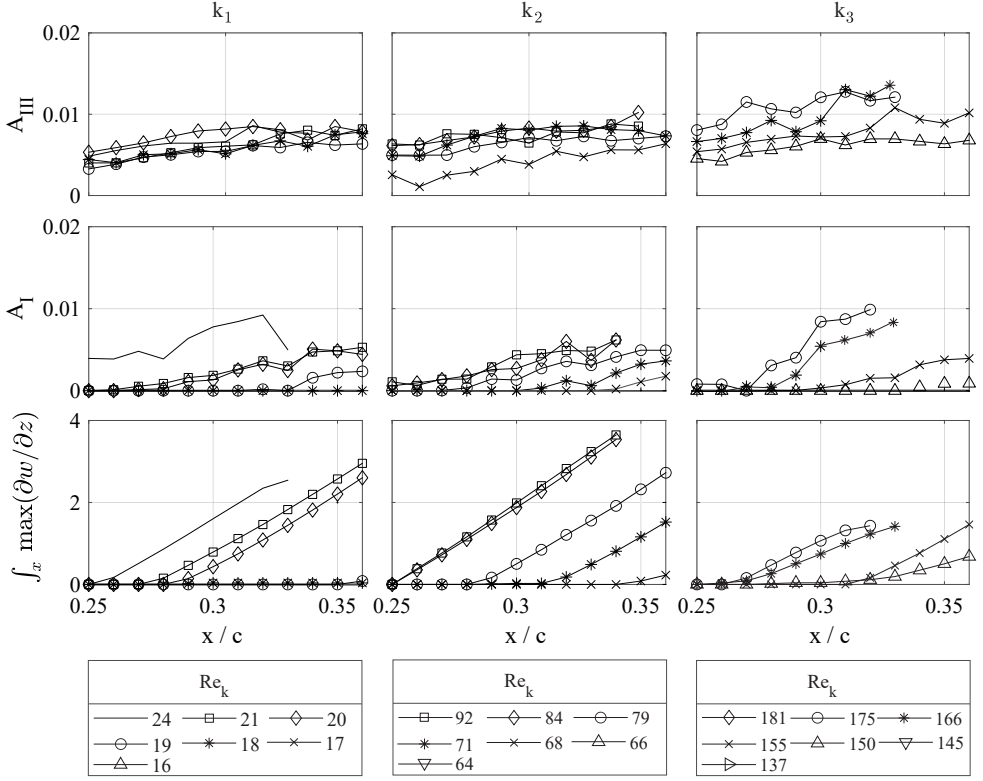 k1 k2 k3
0.02
0.01
0
A_III
0.02
0.01
0
A_I
4
2
0
∫_x max(∂w/∂z)
0.25 0.3 0.35 0.25 0.3 0.35 0.25 0.3 0.35
x / c x / c x / c
Re_k Re_k Re_k
24 21 20 92 84 79 181 175 166
19 18 17 71 68 66 155 150 145
16 64 137